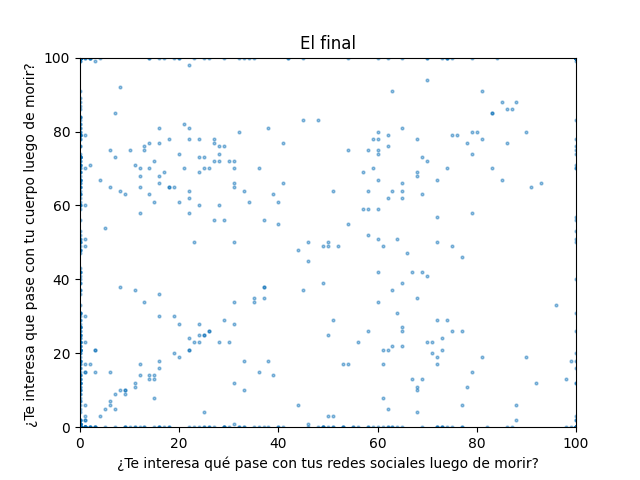 El final
¿Te interesa que pase con tu cuerpo luego de morir?
100
80
60
40
20
0
0 20 40 60 80 100
¿Te interesa qué pase con tus redes sociales luego de morir?